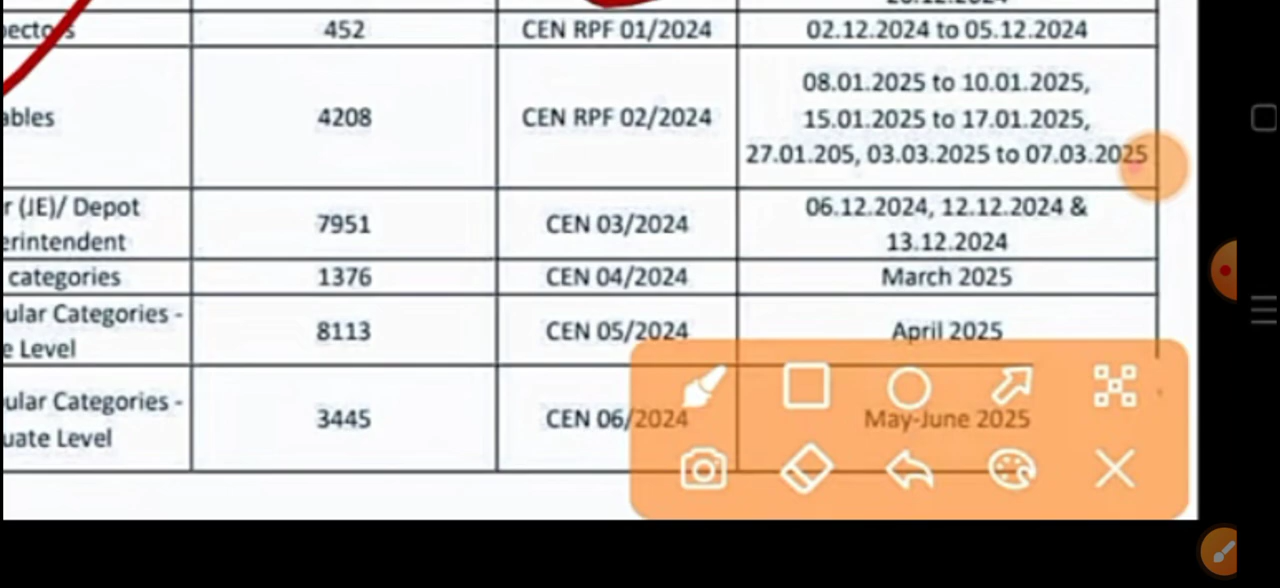 452 CEN RPF 01/2024 02.12.2024 to 05.12.2024
08.01.2025 to 10.01.2025,
ables 4208 CEN RPF 02/2024 15.01.2025 to 17.01.2025,
27.01.205, 03.03.2025 to 07.03.2025
r (JE)/ Depot 7951 CEN 03/2024 06.12.2024, 12.12.2024 &
erintendent 13.12.2024
categories 1376 CEN 04/2024 March 2025
ular Categories - 8113 CEN 05/2024 April 2025
e Level
ular Categories - 3445 CEN 06/2024 May-June 2025
uate Level